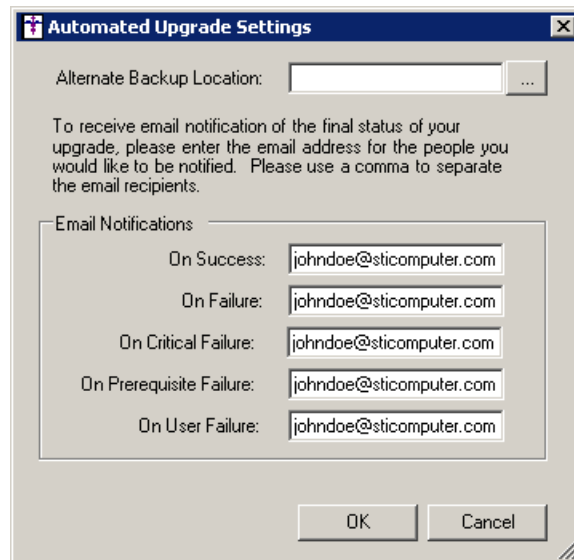 Automated Upgrade Settings
Alternate Backup Location:
...
To receive email notification of the final status of your
upgrade, please enter the email address for the people you
would like to be notified. Please use a comma to separate
the email recipients.
Email Notifications
On Success: johndoe@sticomputer.com
On Failure: johndoe@sticomputer.com
On Critical Failure: johndoe@sticomputer.com
On Prerequisite Failure: johndoe@sticomputer.com
On User Failure: johndoe@sticomputer.com
OK Cancel